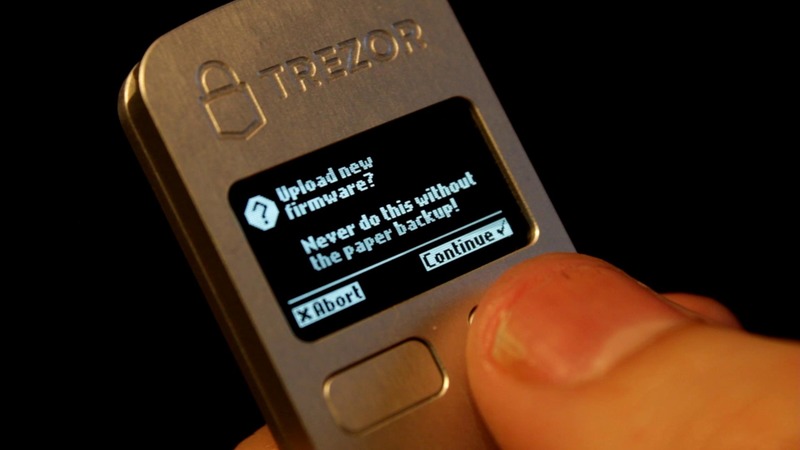 TREZOR
Upload new
firmware?
Never do this without
the paper backup!
Continue
Abort